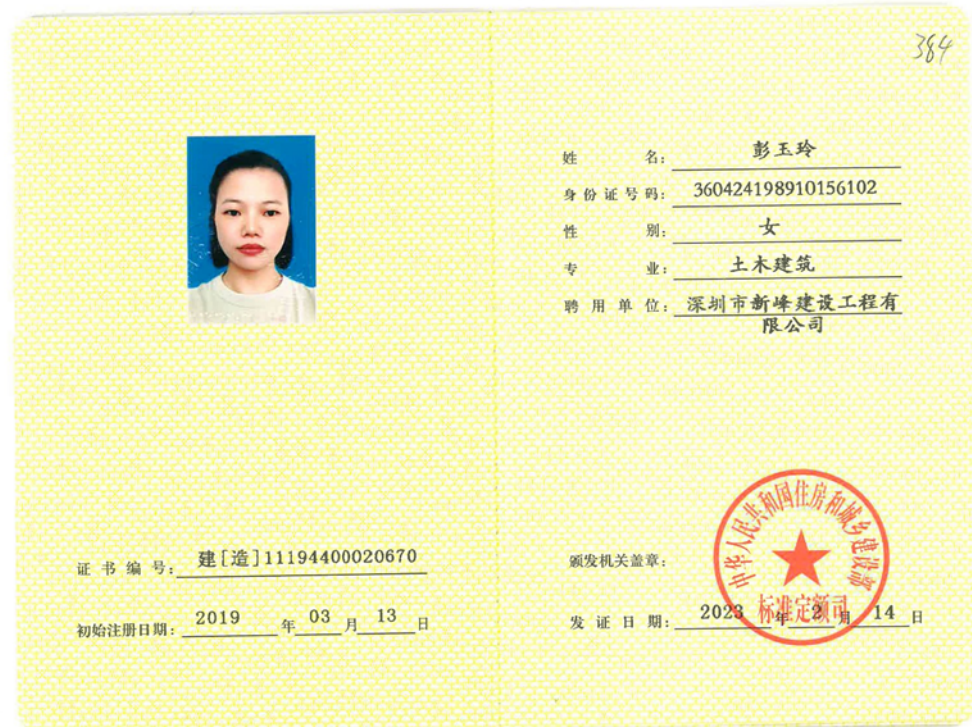 384
姓名: 彭玉玲
身份证号码: 360424198910156102
性别: 女
专业: 土木建筑
聘用单位: 深圳市新峰建设工程有
限公司
证书编号: 建[造]11194400020670
初始注册日期: 2019 年 03 月 13 日
颁发机关盖章:
中华人民共和国住房和城乡建设部
标准定额司
发证日期: 2023 年 2 月 14 日